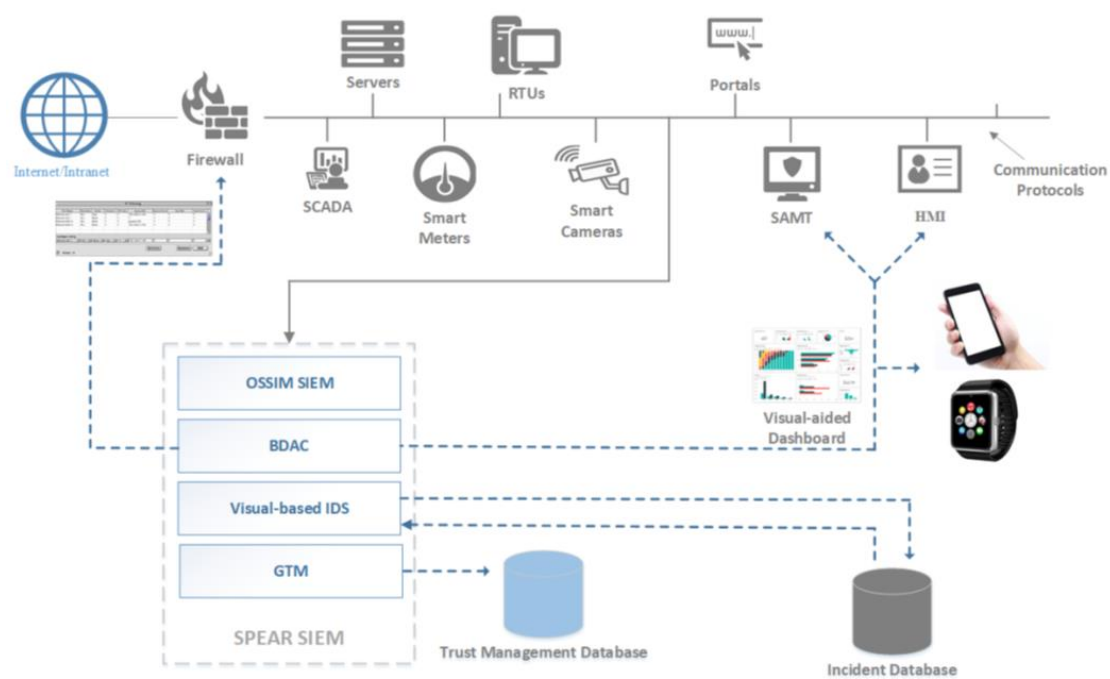 www.
Servers
RTUs
Portals
Internet/Intranet
Firewall
SCADA
Smart
Meters
Smart
Cameras
SAMT
HMI
Communication
Protocols
OSSIM SIEM
BDAC
Visual-based IDS
GTM
SPEAR SIEM
Visual-aided
Dashboard
Trust Management Database
Incident Database